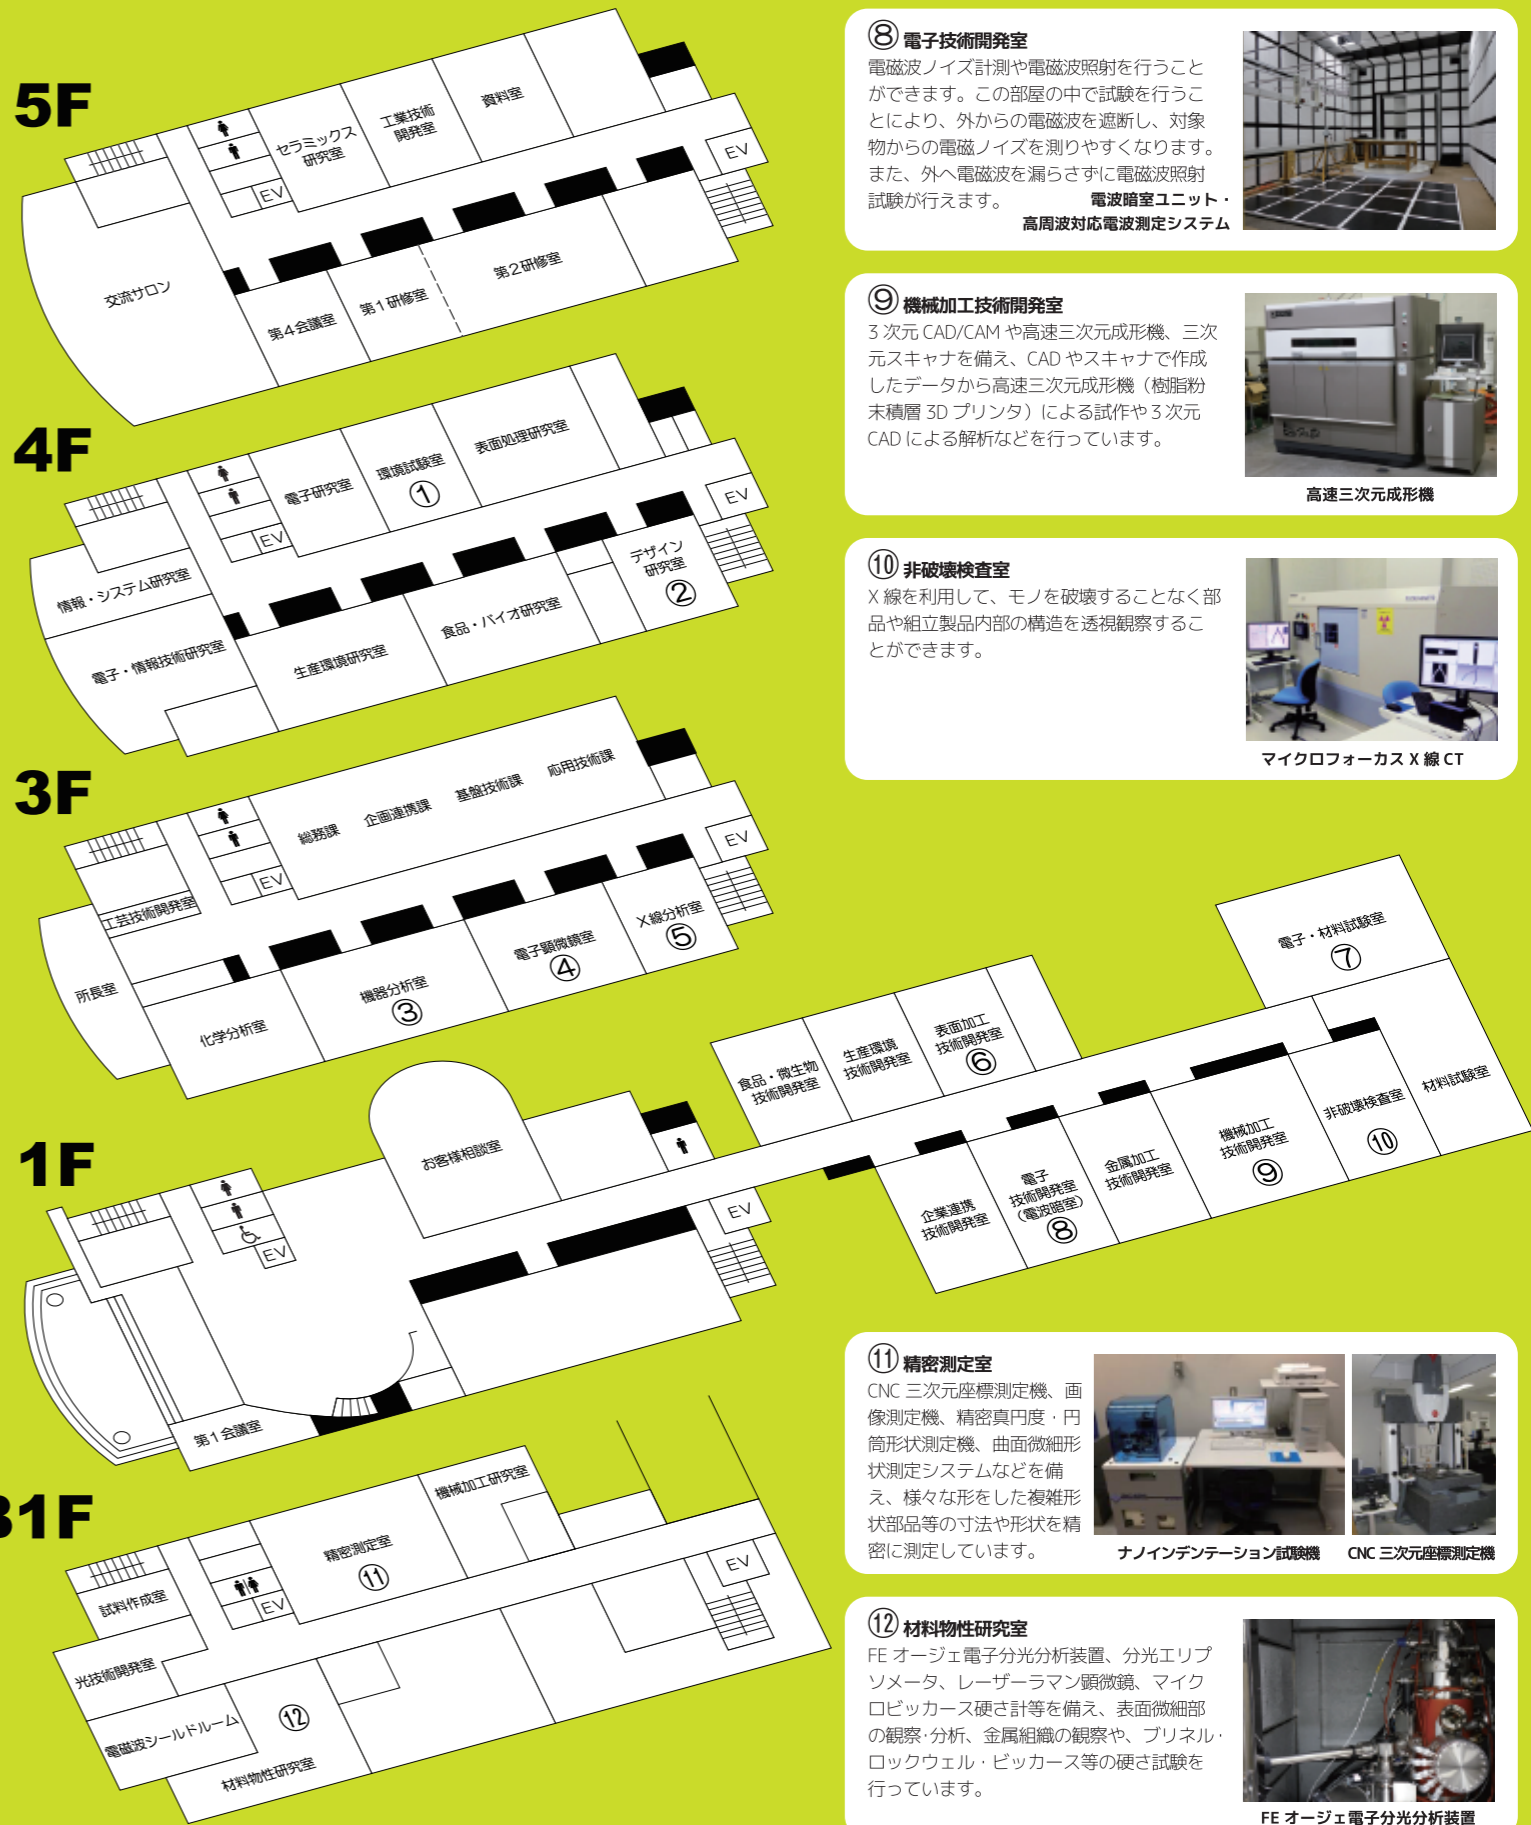 5F
セラミックス
研究室
工業技術
開発室
資料室
EV
EV
交流サロン
第4会議室
第1研修室
第2研修室
4F
電子研究室
環境試験室
①
表面処理研究室
EV
EV
情報・システム研究室
電子・情報技術研究室
生産環境研究室
食品・バイオ研究室
デザイン
研究室
②
3F
総務課
企画連携課
基盤技術課
応用技術課
EV
EV
工芸技術開発室
所長室
化学分析室
機器分析室
③
電子顕微鏡室
④
X線分析室
⑤
1F
お客様相談室
EV
EV
第1会議室
食品・微生物
技術開発室
生産環境
技術開発室
表面加工
技術開発室
⑥
電子・材料試験室
⑦
企業連携
技術開発室
電子
技術開発室
(電波暗室)
⑧
金属加工
技術開発室
機械加工
技術開発室
⑨
非破壊検査室
⑩
材料試験室
B1F
精密測定室
⑪
機械加工研究室
EV
EV
試料作成室
光技術開発室
電磁波シールドルーム
⑫
材料物性研究室
⑧ 電子技術開発室
電磁波ノイズ計測や電磁波照射を行うこと
ができます。この部屋の中で試験を行うこ
とにより、外からの電磁波を遮断し、対象
物からの電磁ノイズを測りやすくなります。
また、外へ電磁波を漏らさずに電磁波照射
試験が行えます。
電波暗室ユニット・
高周波対応電波測定システム
⑨ 機械加工技術開発室
3次元 CAD/CAM や高速三次元成形機、三次
元スキャナを備え、CAD やスキャナで作成
したデータから高速三次元成形機（樹脂粉
末積層 3D プリンタ）による試作や3次元
CAD による解析などを行っています。
高速三次元成形機
⑩ 非破壊検査室
X 線を利用して、モノを破壊することなく部
品や組立製品内部の構造を透視観察するこ
とができます。
マイクロフォーカス X 線 CT
⑪ 精密測定室
CNC 三次元座標測定機、画
像測定機、精密真円度・円
筒形状測定機、曲面微細形
状測定システムなどを備
え、様々な形をした複雑形
状部品等の寸法や形状を精
密に測定しています。
ナノインデンテーション試験機
CNC 三次元座標測定機
⑫ 材料物性研究室
FE オージェ電子分光分析装置、分光エリプ
ソメータ、レーザーラマン顕微鏡、マイク
ロビッカース硬さ計等を備え、表面微細部
の観察・分析、金属組織の観察や、ブリネル・
ロックウェル・ビッカース等の硬さ試験を
行っています。
FE オージェ電子分光分析装置